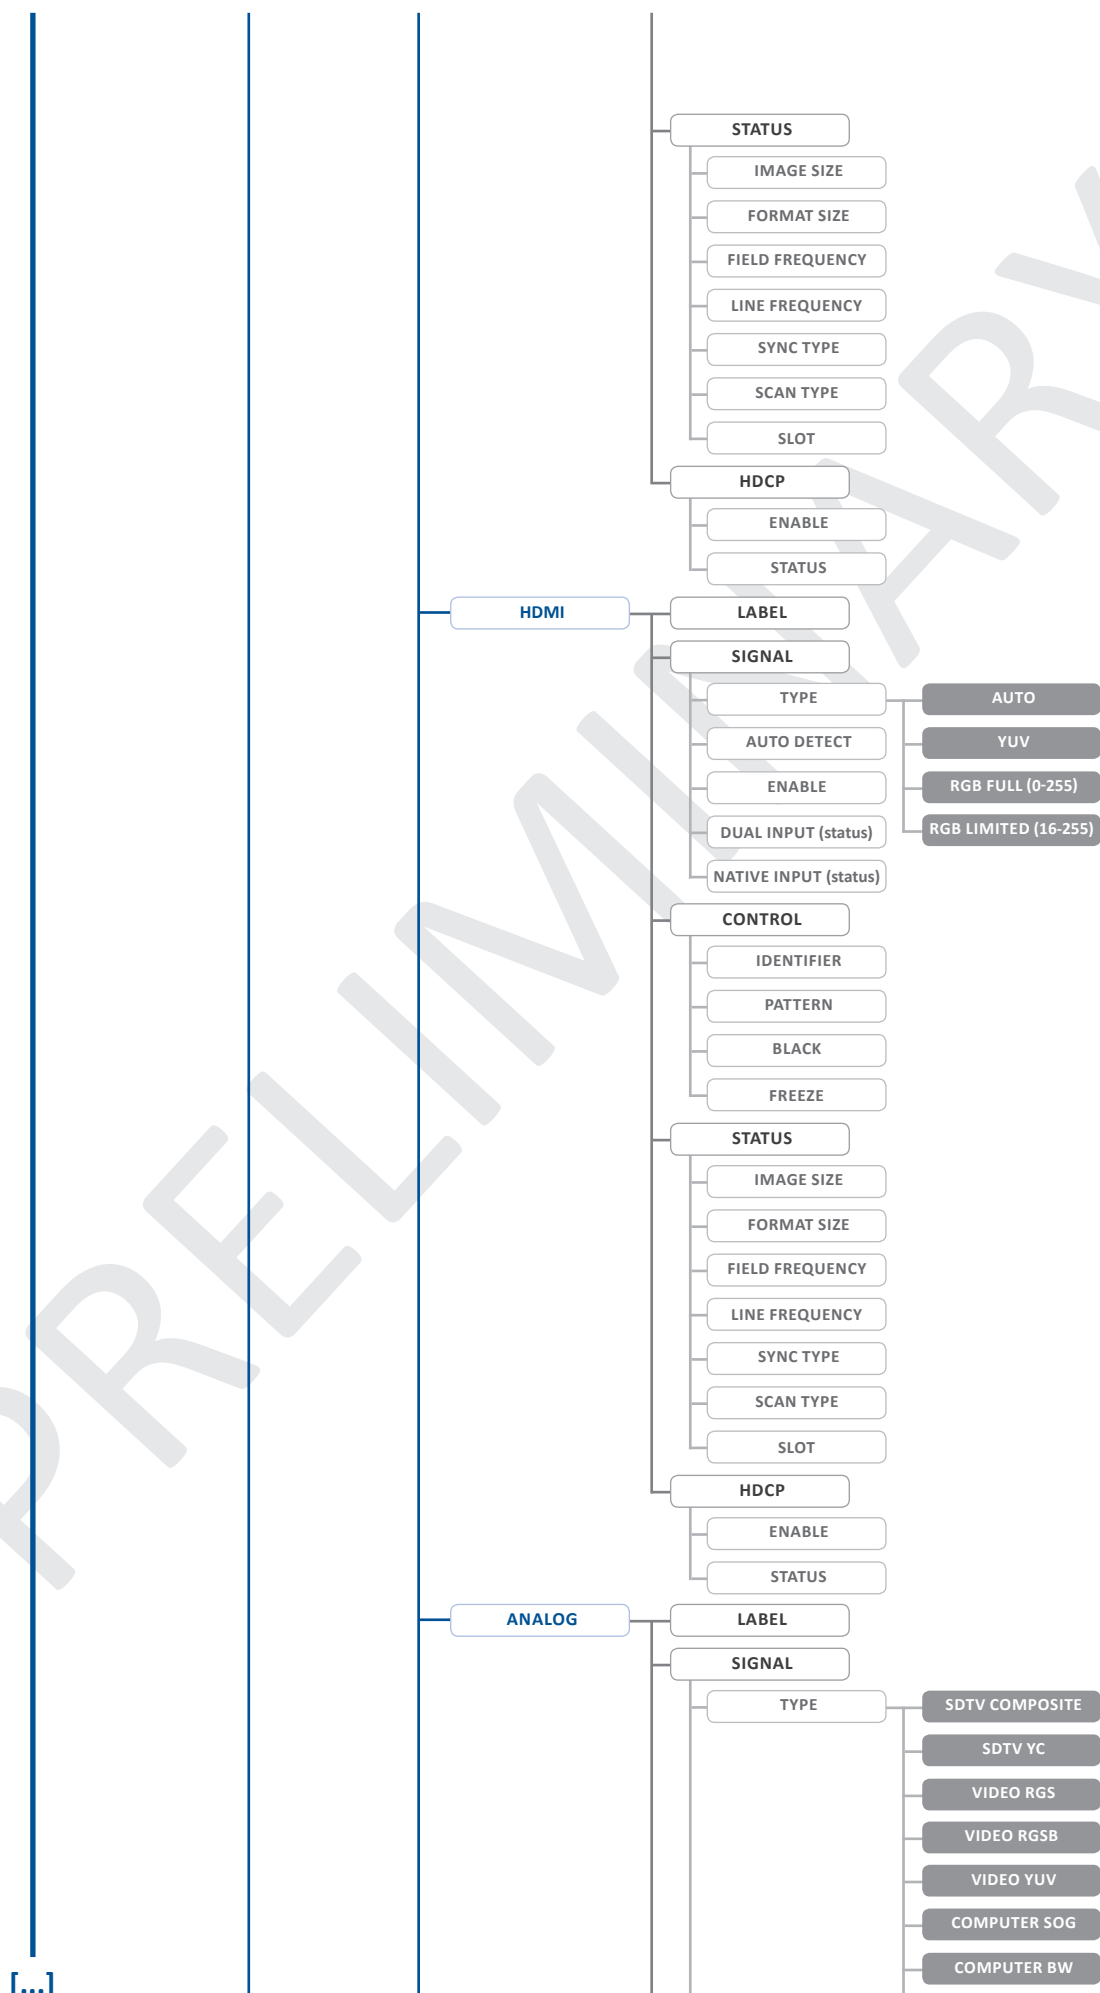 STATUS
IMAGE SIZE
FORMAT SIZE
FIELD FREQUENCY
LINE FREQUENCY
SYNC TYPE
SCAN TYPE
SLOT
HDCP
ENABLE
STATUS
HDMI LABEL
SIGNAL
TYPE AUTO
AUTO DETECT YUV
ENABLE RGB FULL (0-255)
DUAL INPUT (status) RGB LIMITED (16-255)
NATIVE INPUT (status)
CONTROL
IDENTIFIER
PATTERN
BLACK
FREEZE
STATUS
IMAGE SIZE
FORMAT SIZE
FIELD FREQUENCY
LINE FREQUENCY
SYNC TYPE
SCAN TYPE
SLOT
HDCP
ENABLE
STATUS
ANALOG LABEL
SIGNAL
TYPE SDTV COMPOSITE
SDTV YC
VIDEO RGS
VIDEO RGSB
VIDEO YUV
COMPUTER SOG
COMPUTER BW
[...]
PRELIMINARY